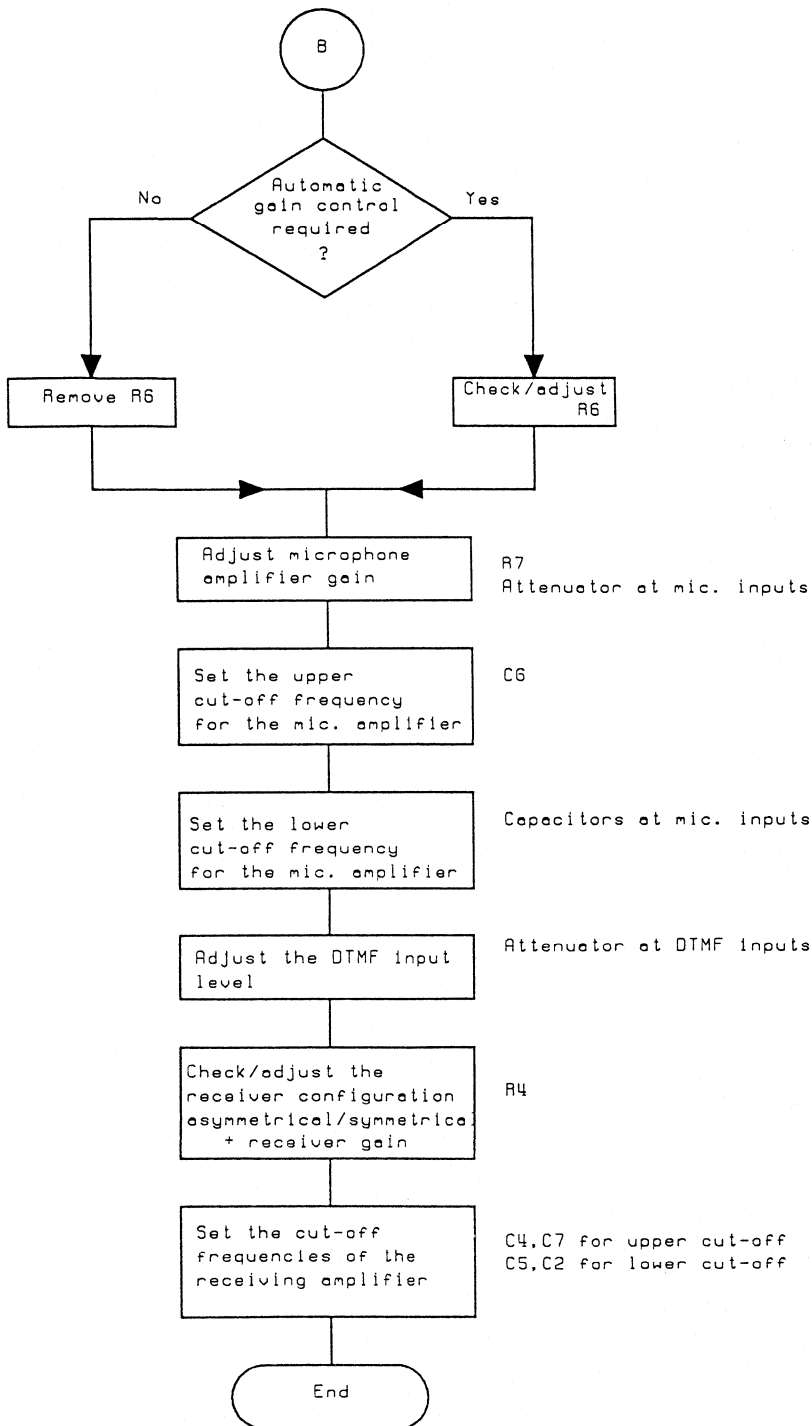 B
Automatic
gain control
required
?
No
Yes
Remove R6
Check/adjust
R6
Adjust microphone
amplifier gain
R7
Attenuator at mic. inputs
Set the upper
cut-off frequency
for the mic. amplifier
C6
Set the lower
cut-off frequency
for the mic. amplifier
Capacitors at mic. inputs
Adjust the DTMF input
level
Attenuator at DTMF inputs
Check/adjust the
receiver configuration
asymmetrical/symmetrical
+ receiver gain
R4
Set the cut-off
frequencies of the
receiving amplifier
C4,C7 for upper cut-off
C5,C2 for lower cut-off
End